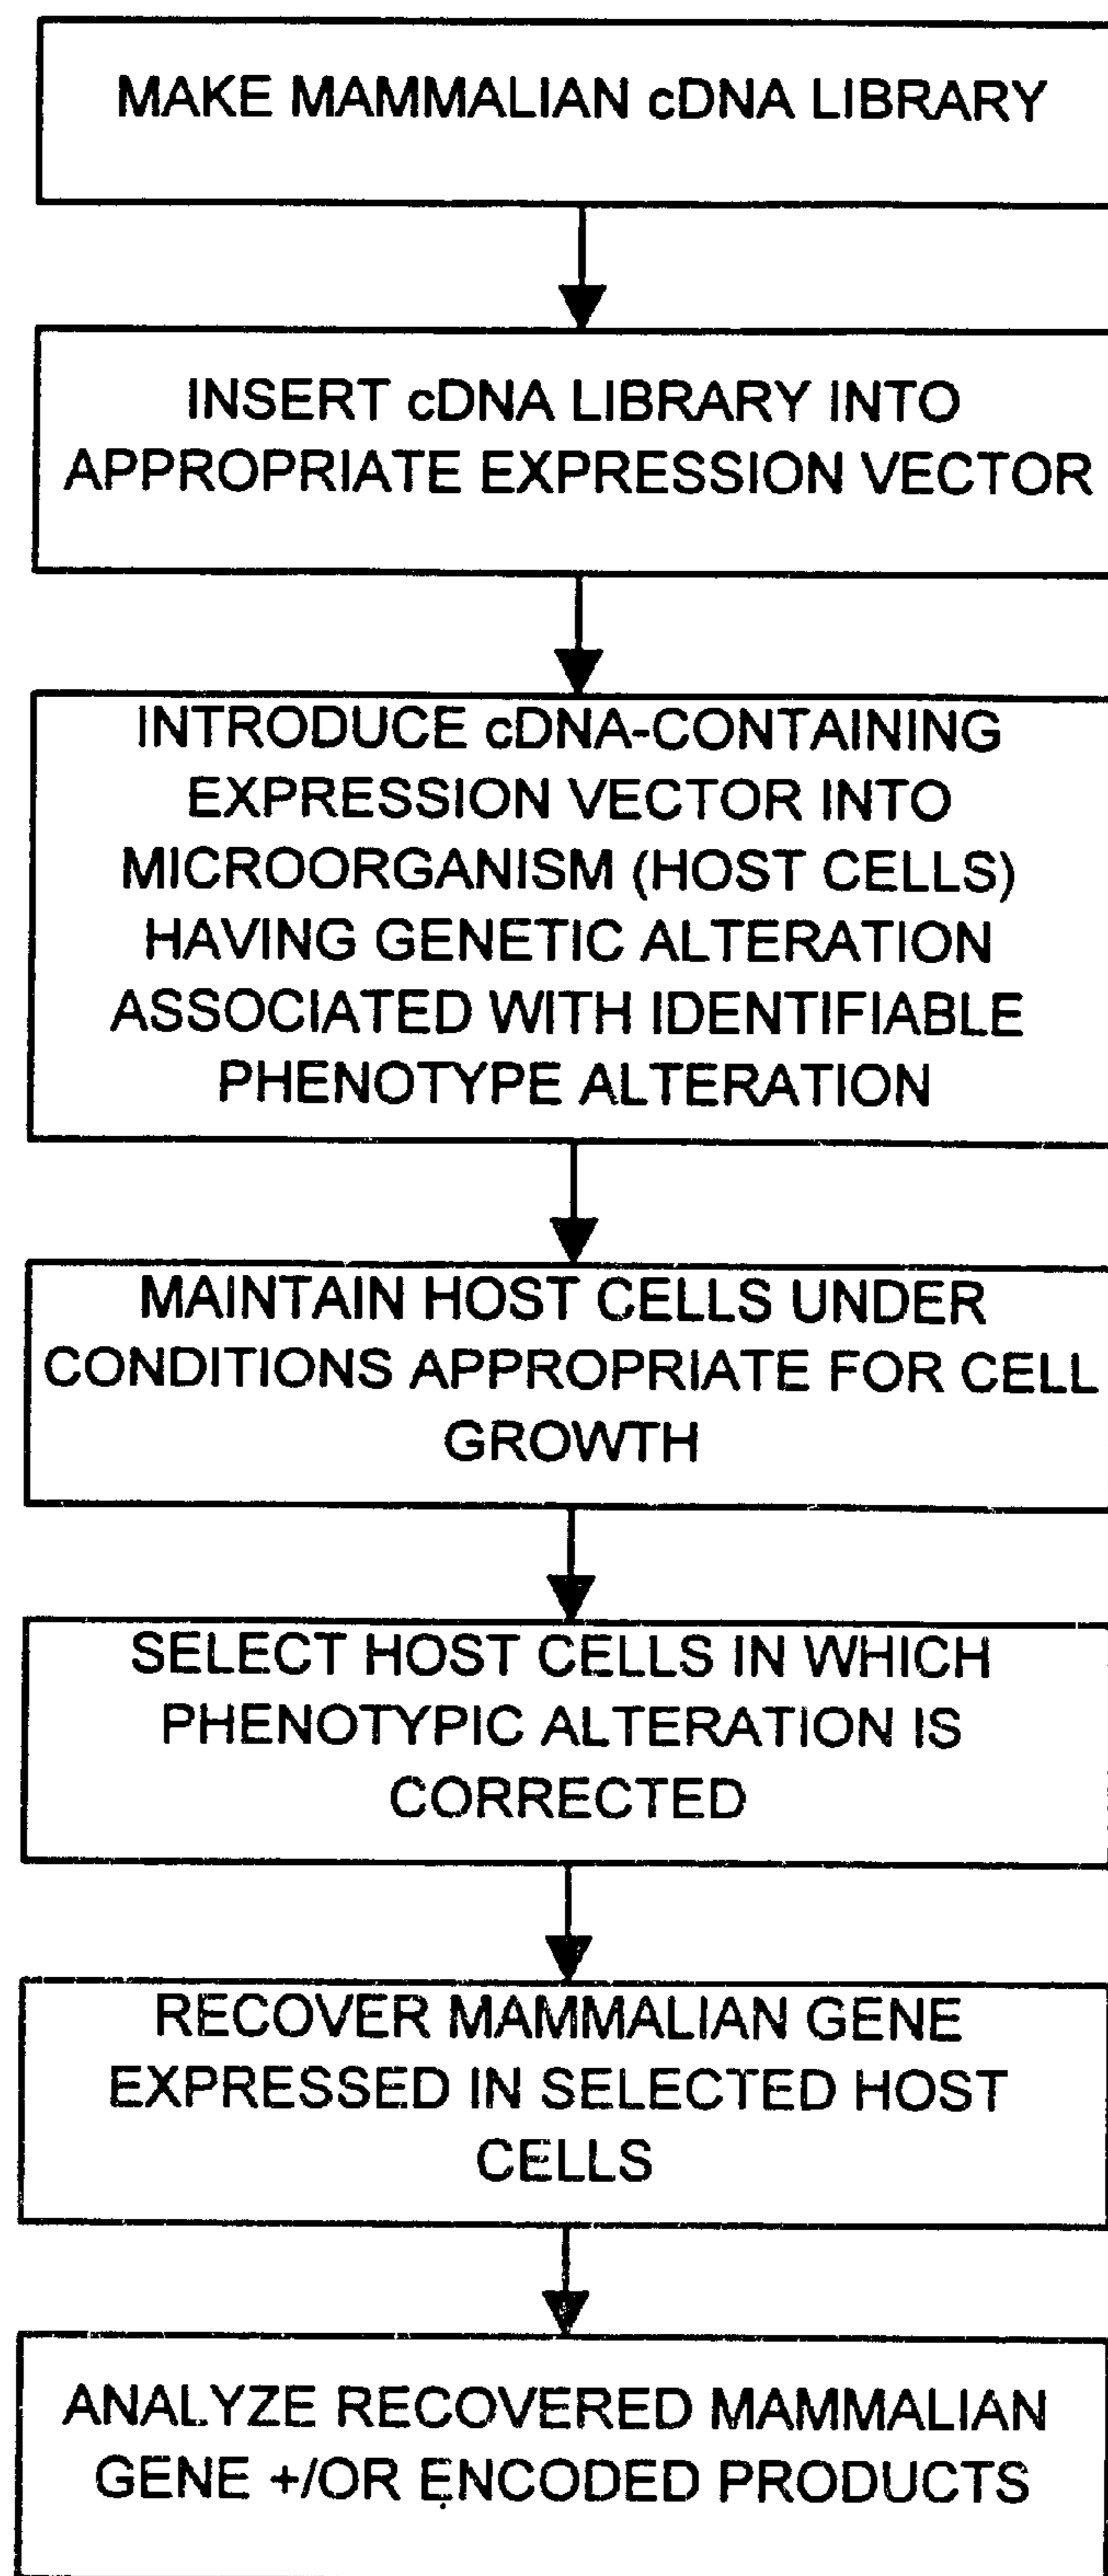 MAKE MAMMALIAN cDNA LIBRARY
INSERT cDNA LIBRARY INTO
APPROPRIATE EXPRESSION VECTOR
INTRODUCE cDNA-CONTAINING
EXPRESSION VECTOR INTO
MICROORGANISM (HOST CELLS)
HAVING GENETIC ALTERATION
ASSOCIATED WITH IDENTIFIABLE
PHENOTYPE ALTERATION
MAINTAIN HOST CELLS UNDER
CONDITIONS APPROPRIATE FOR CELL
GROWTH
SELECT HOST CELLS IN WHICH
PHENOTYPIC ALTERATION IS
CORRECTED
RECOVER MAMMALIAN GENE
EXPRESSED IN SELECTED HOST
CELLS
ANALYZE RECOVERED MAMMALIAN
GENE +/OR ENCODED PRODUCTS